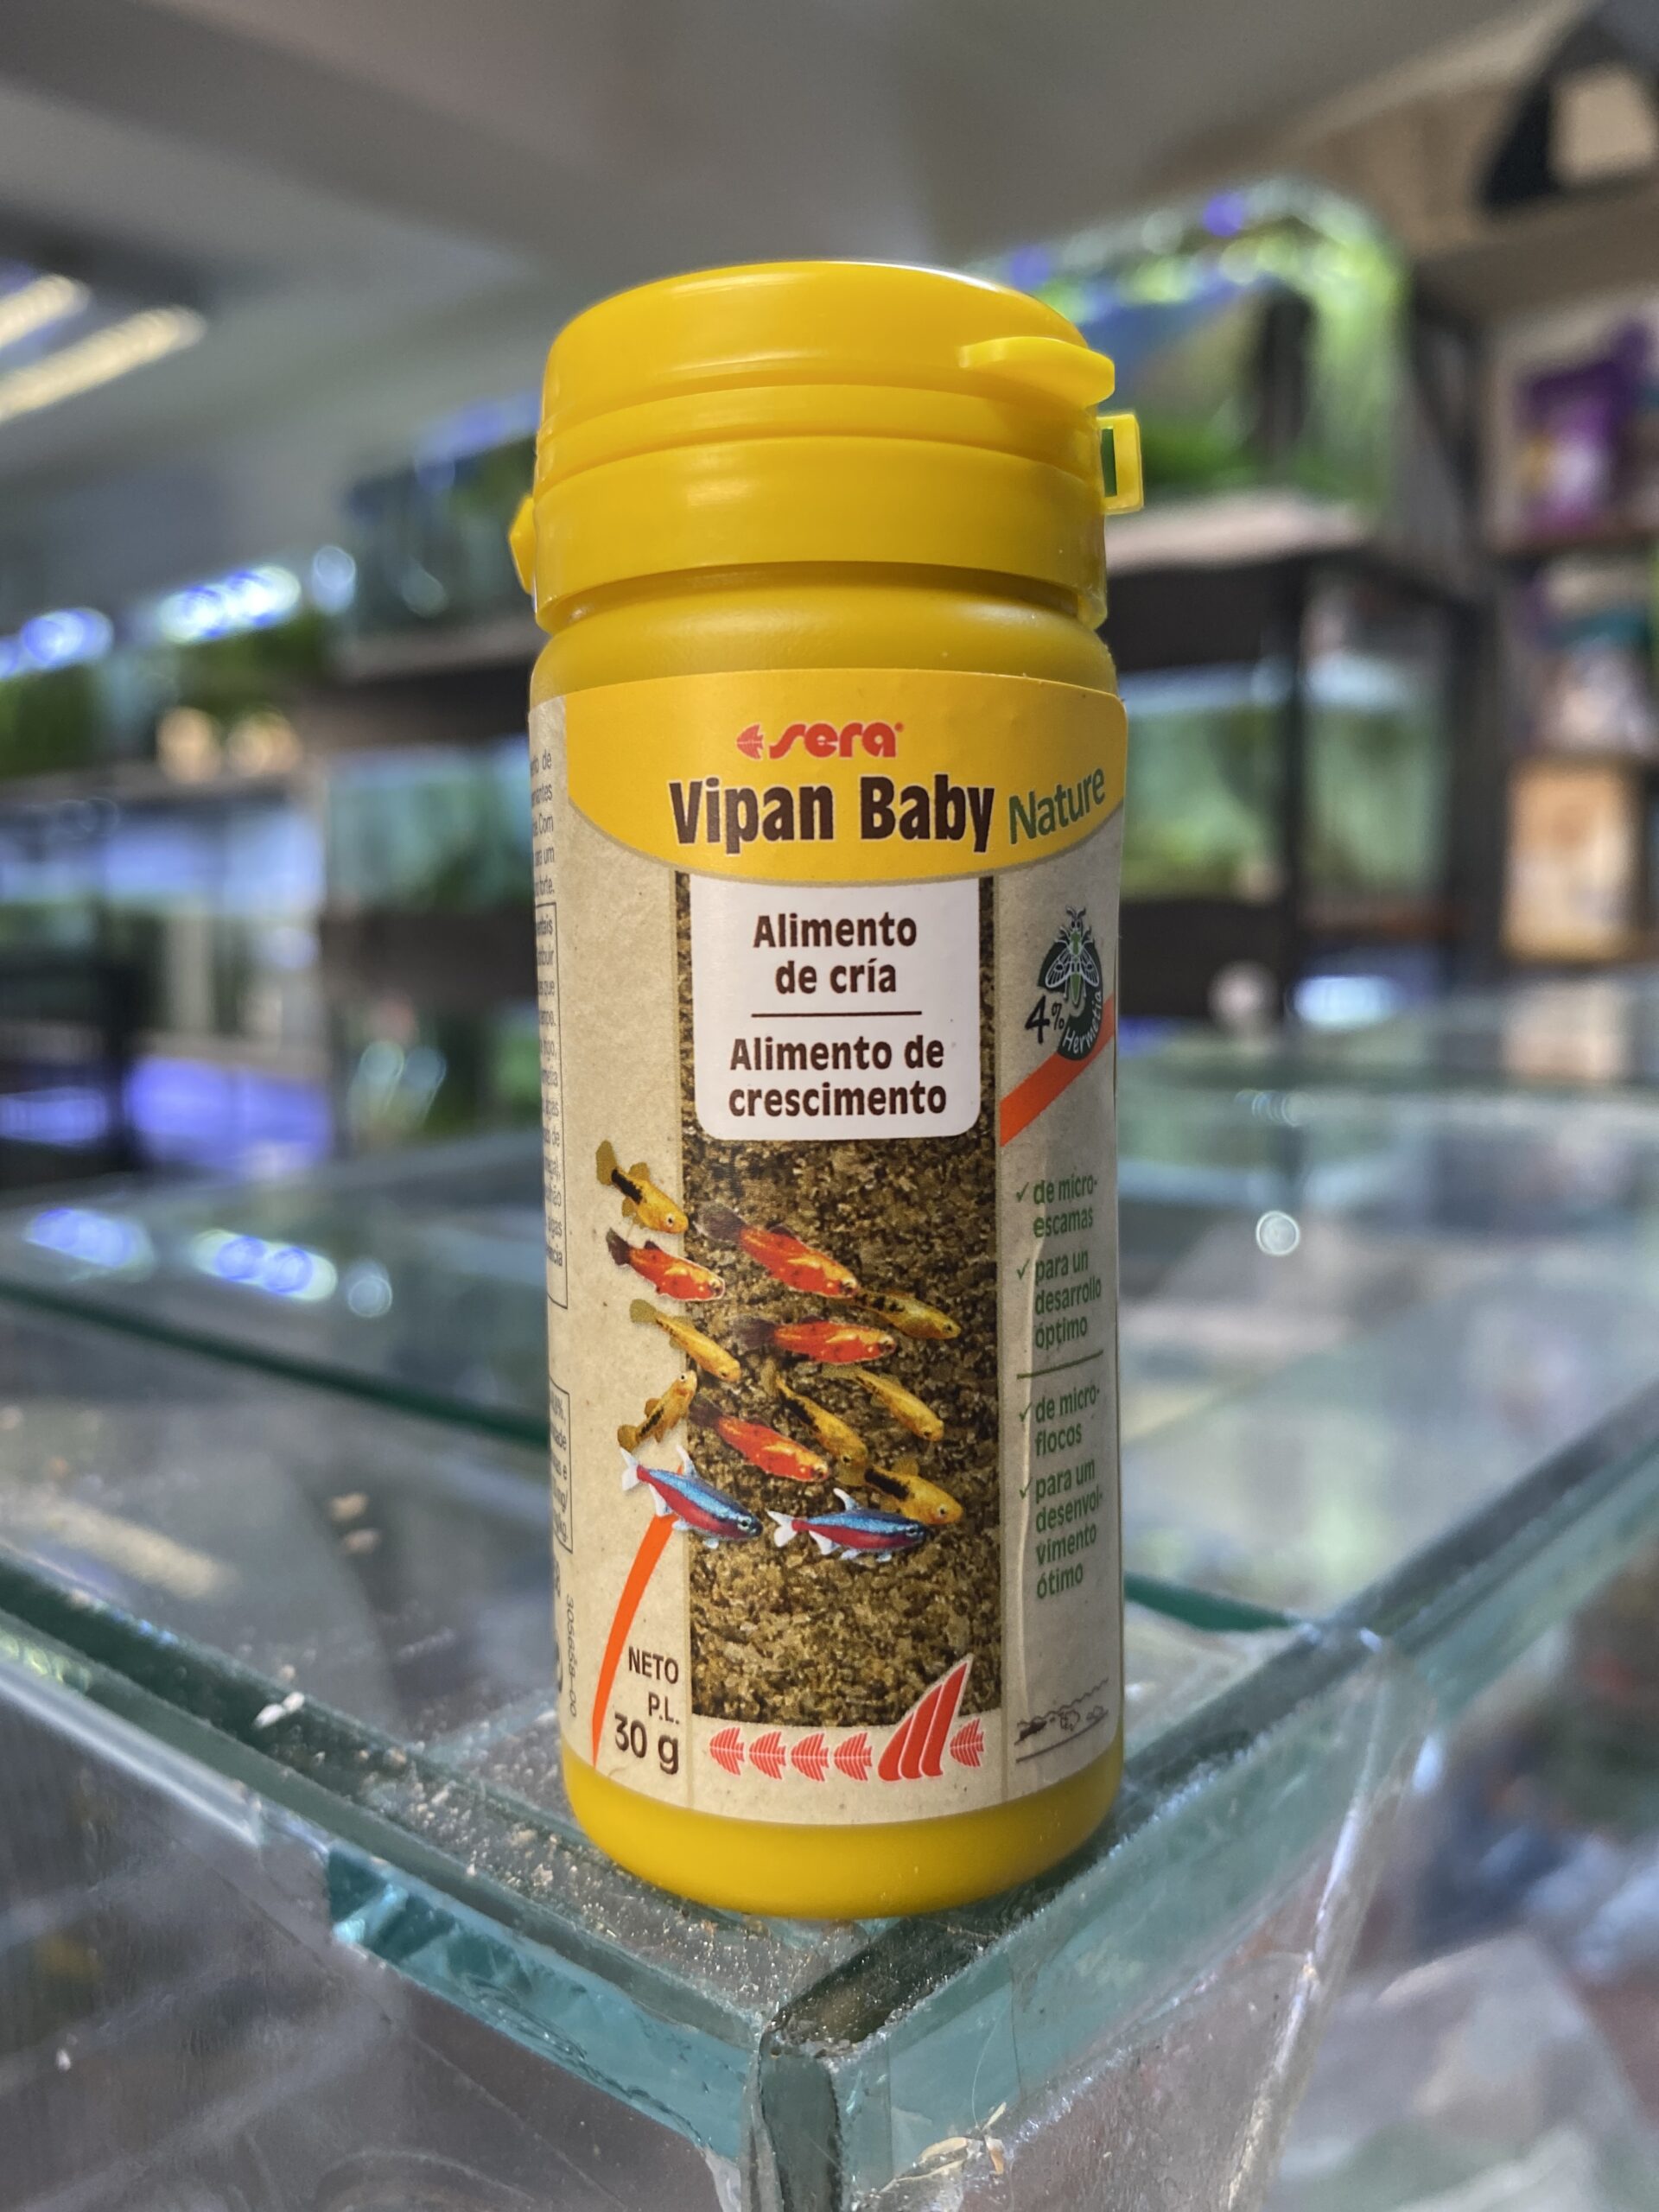 sera
Vipan Baby Nature
Alimento
de cría
Alimento de
crescimento
4%
Hermetia
✓ de micro-
escamas
✓ para un
desarrollo
óptimo
✓ de micro-
flocos
✓ para um
desenvol-
vimento
ótimo
NETO
P.L.
30 g